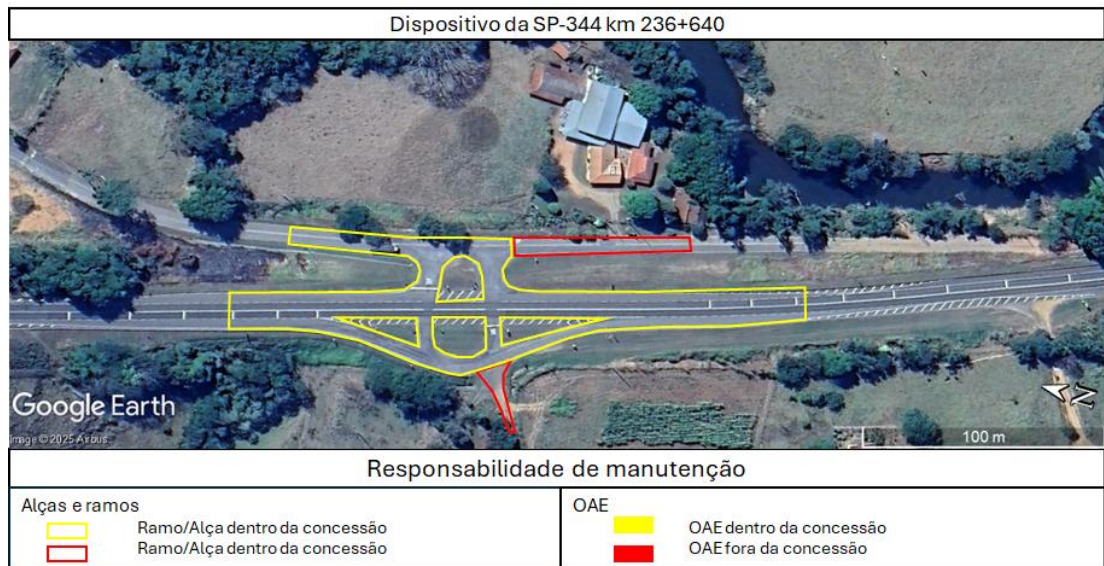 Dispositivo da SP-344 km 236+640
Google Earth
Image © 2025 Airbus
N
100 m
Responsabilidade de manutenção
Alças e ramos
Ramo/Alça dentro da concessão
Ramo/Alça dentro da concessão
OAE
OAE dentro da concessão
OAE fora da concessão